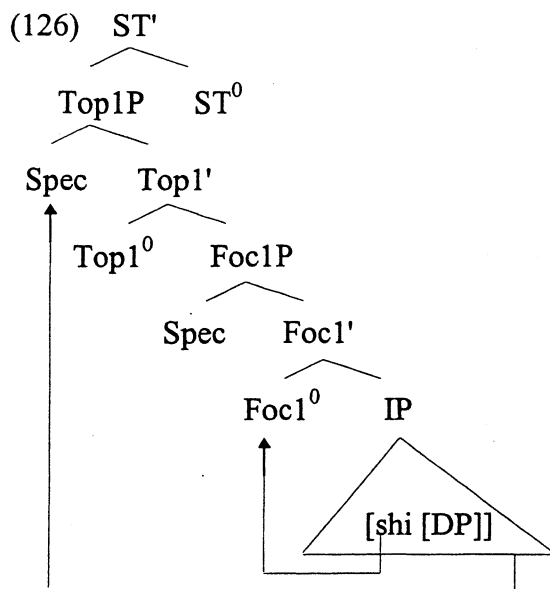 (126) ST'
Top1P ST⁰
Spec Top1'
Top1⁰ Foc1P
Spec Foc1'
Foc1⁰ IP
[shi [DP]]